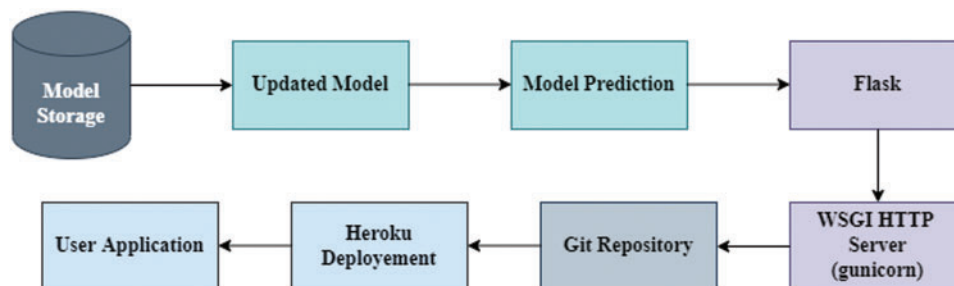 Model
Storage
Updated Model
Model Prediction
Flask
User Application
Heroku
Deployement
Git Repository
WSGI HTTP
Server
(gunicorn)